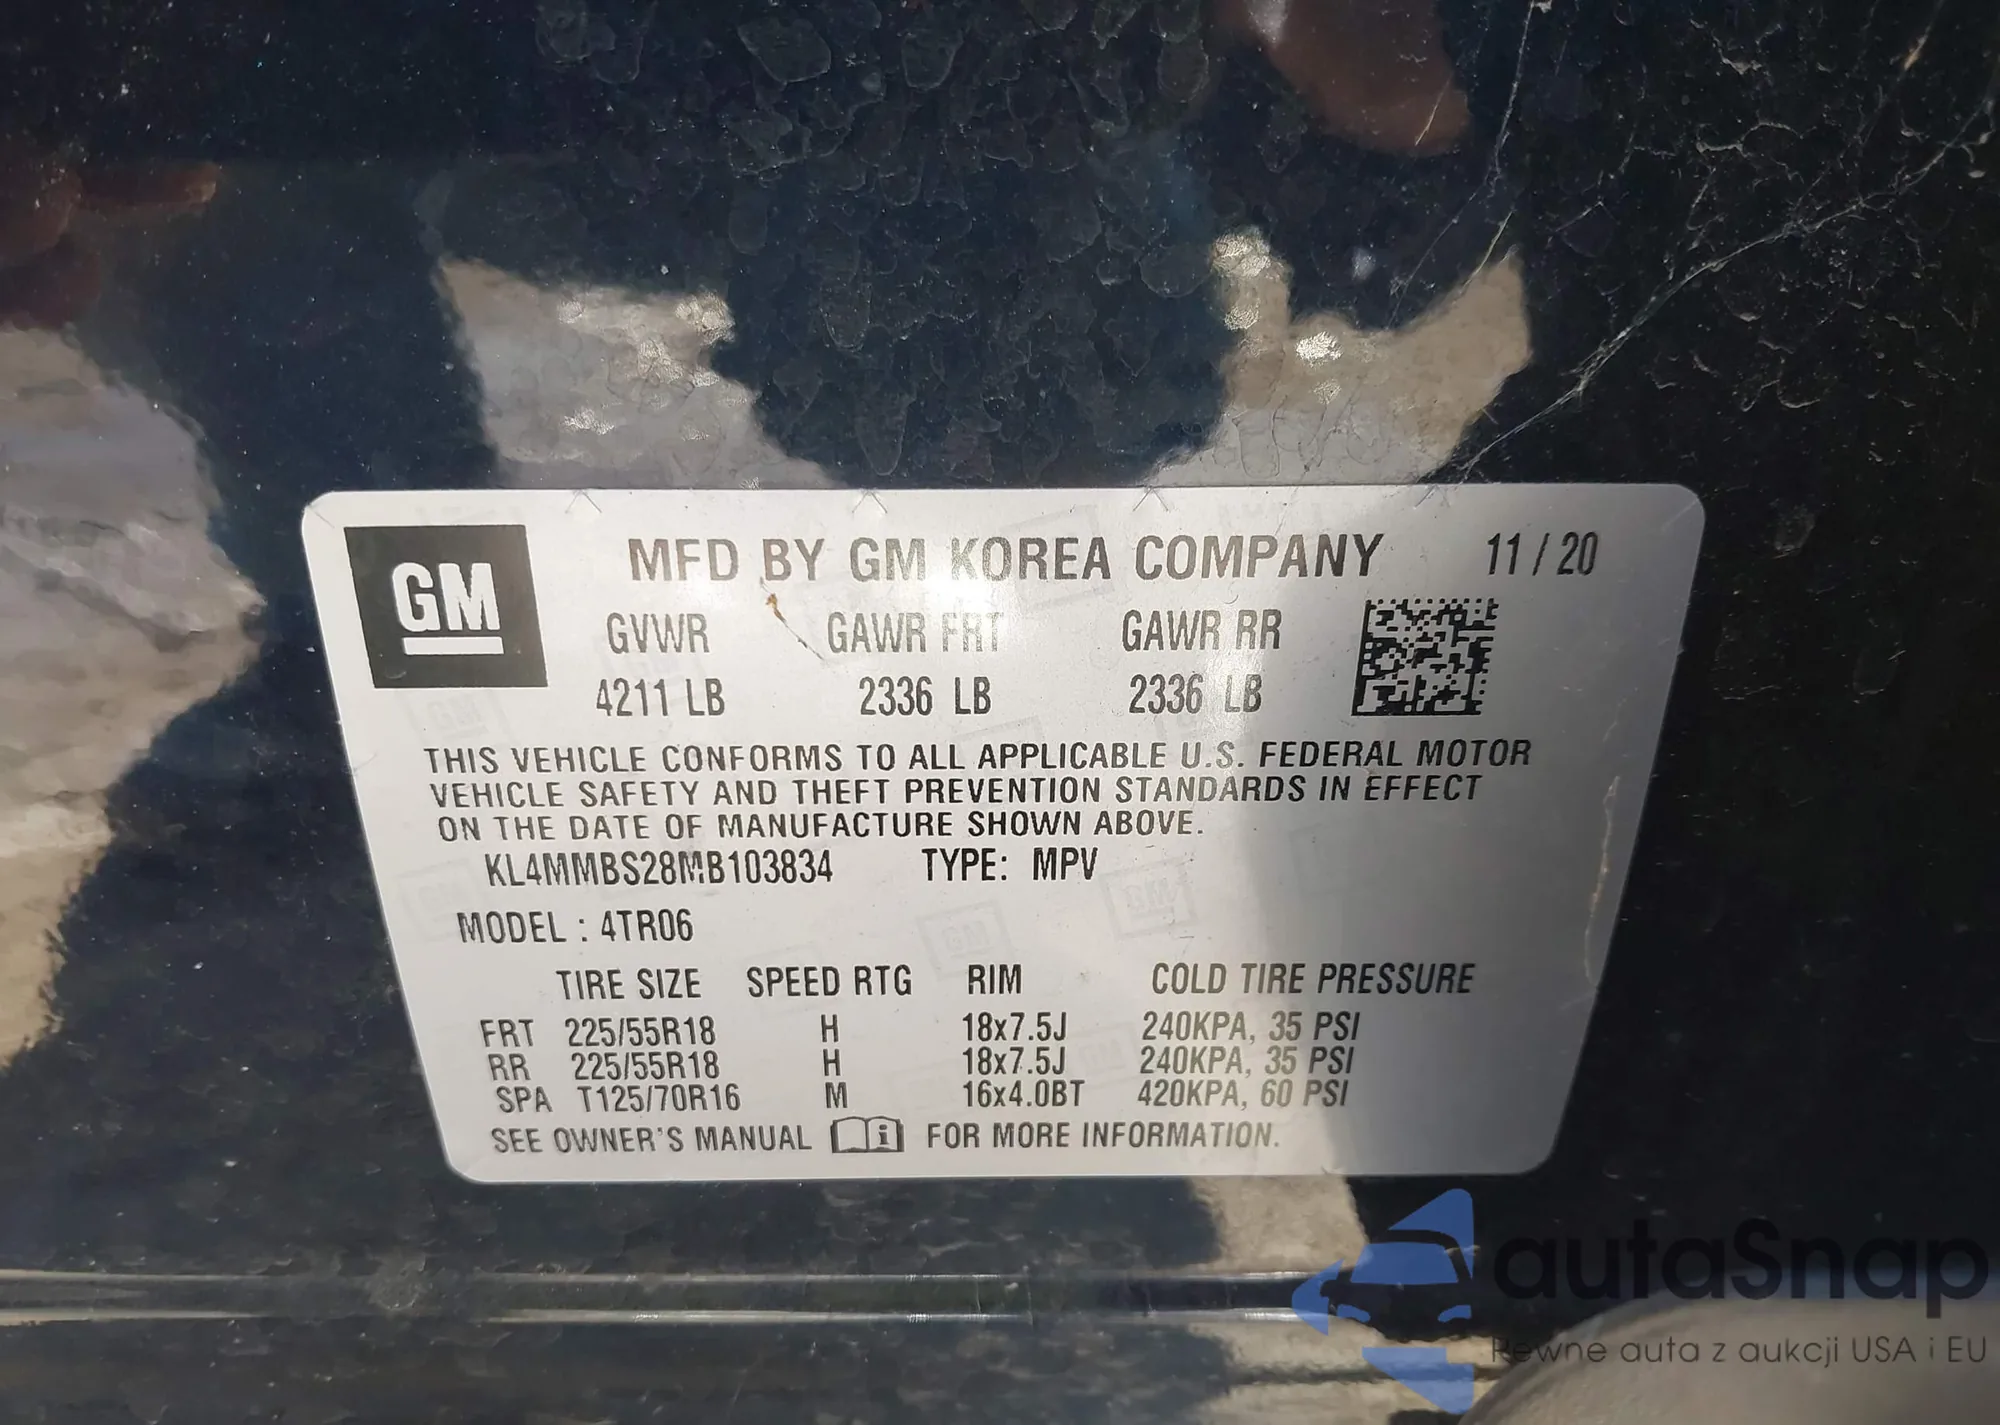 GM
MFD BY GM KOREA COMPANY 11/20
GVWR GAWR FRT GAWR RR
4211 LB 2336 LB 2336 LB
THIS VEHICLE CONFORMS TO ALL APPLICABLE U.S. FEDERAL MOTOR
VEHICLE SAFETY AND THEFT PREVENTION STANDARDS IN EFFECT
ON THE DATE OF MANUFACTURE SHOWN ABOVE.
KL4MMBS28MB103834 TYPE: MPV
MODEL : 4TR06
TIRE SIZE SPEED RTG RIM COLD TIRE PRESSURE
FRT 225/55R18 H 18x7.5J 240KPA, 35 PSI
RR 225/55R18 H 18x7.5J 240KPA, 35 PSI
SPA T125/70R16 M 16x4.0BT 420KPA, 60 PSI
SEE OWNER'S MANUAL i FOR MORE INFORMATION.
autaSnap
Pewne auta z aukcji USA i EU